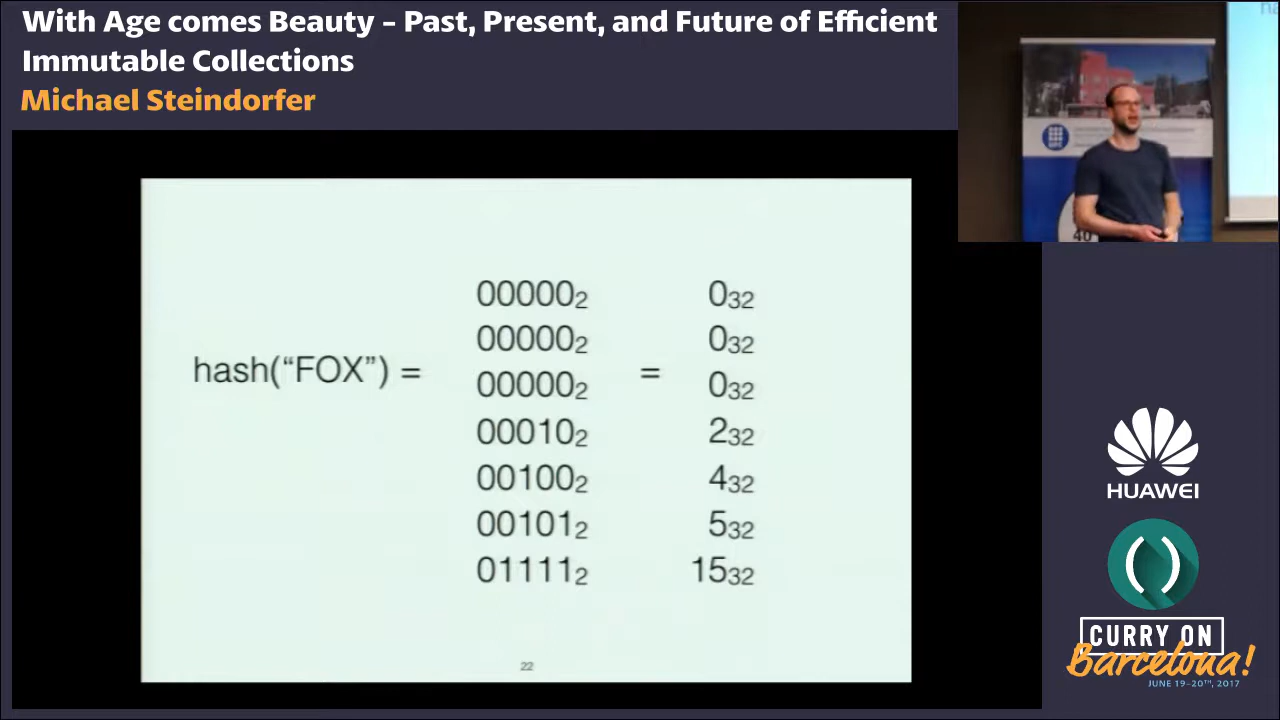 With Age comes Beauty – Past, Present, and Future of Efficient
Immutable Collections
Michael Steindorfer
40
hash(“FOX”) =
00000₂
00000₂
00000₂
00010₂
00100₂
00101₂
01111₂
=
0₃₂
0₃₂
0₃₂
2₃₂
4₃₂
5₃₂
15₃₂
22
HUAWEI
CURRY ON
Barcelona!
JUNE 19-20TH, 2017